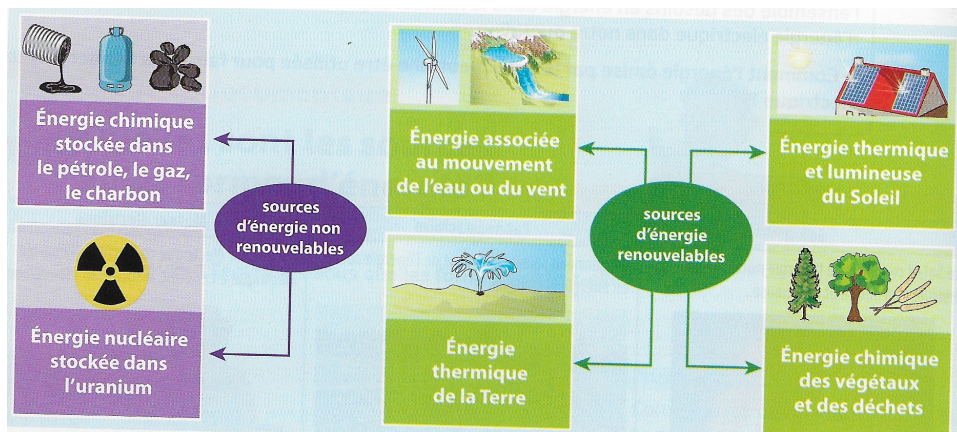 Énergie chimique
stockée dans
le pétrole, le gaz,
le charbon
sources
d'énergie non
renouvelables
Énergie nucléaire
stockée dans
l'uranium
Énergie associée
au mouvement
de l'eau ou du vent
Énergie
thermique
de la Terre
sources
d'énergie
renouvelables
Énergie thermique
et lumineuse
du Soleil
Énergie chimique
des végétaux
et des déchets